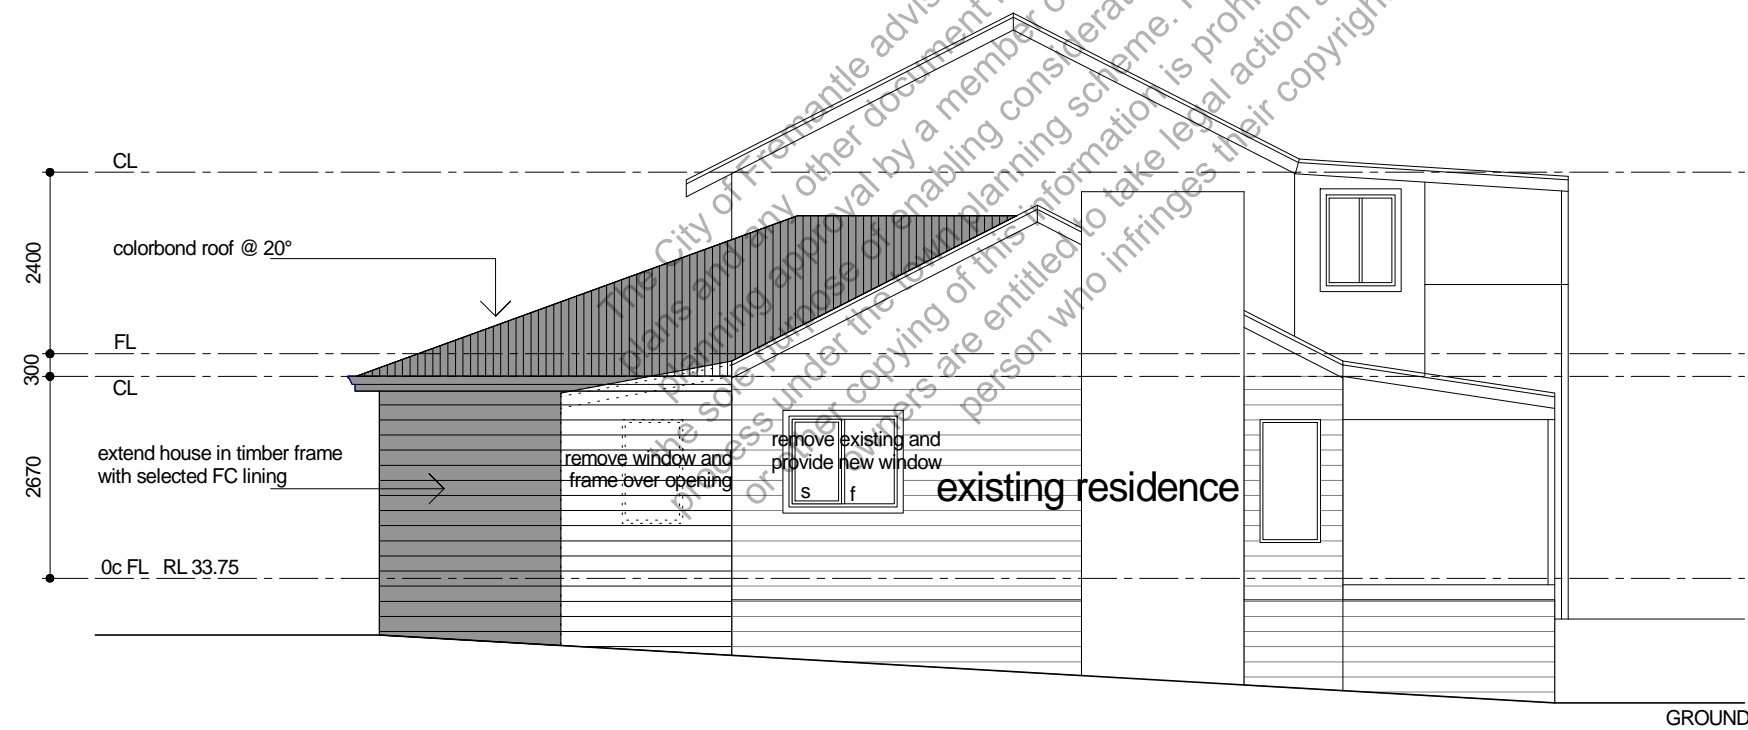 The City of Fremantle advis
plans and any other document
planning approval by a member o
the sole purpose of enabling considerat
process under the town planning scheme.
or other copying of this information is prohi
owners are entitled to take legal action a
person who infringes their copyright
CL
2400
colorbond roof @ 20°
FL
300
CL
extend house in timber frame
with selected FC lining
2670
remove window and
frame over opening
remove existing and
provide new window
s f
existing residence
0c FL RL 33.75
GROUND